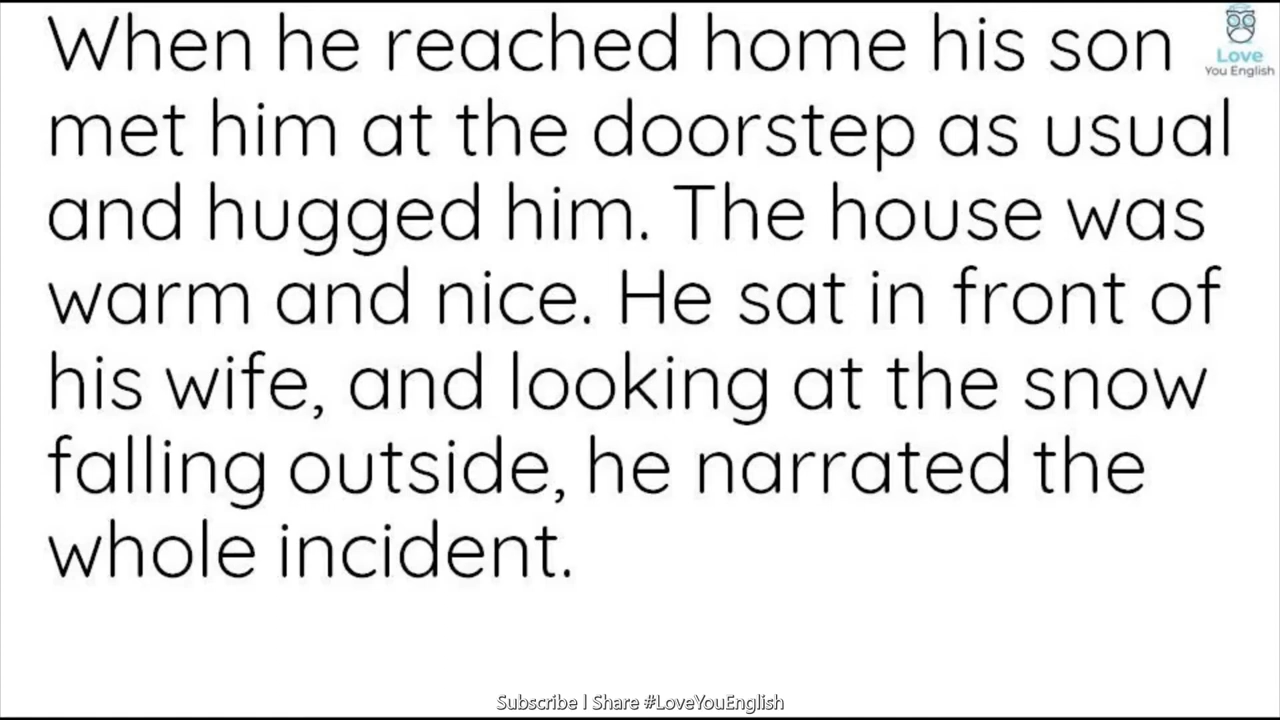 When he reached home his son
met him at the doorstep as usual
and hugged him. The house was
warm and nice. He sat in front of
his wife, and looking at the snow
falling outside, he narrated the
whole incident.
Love
You English
Subscribe | Share #LoveYouEnglish